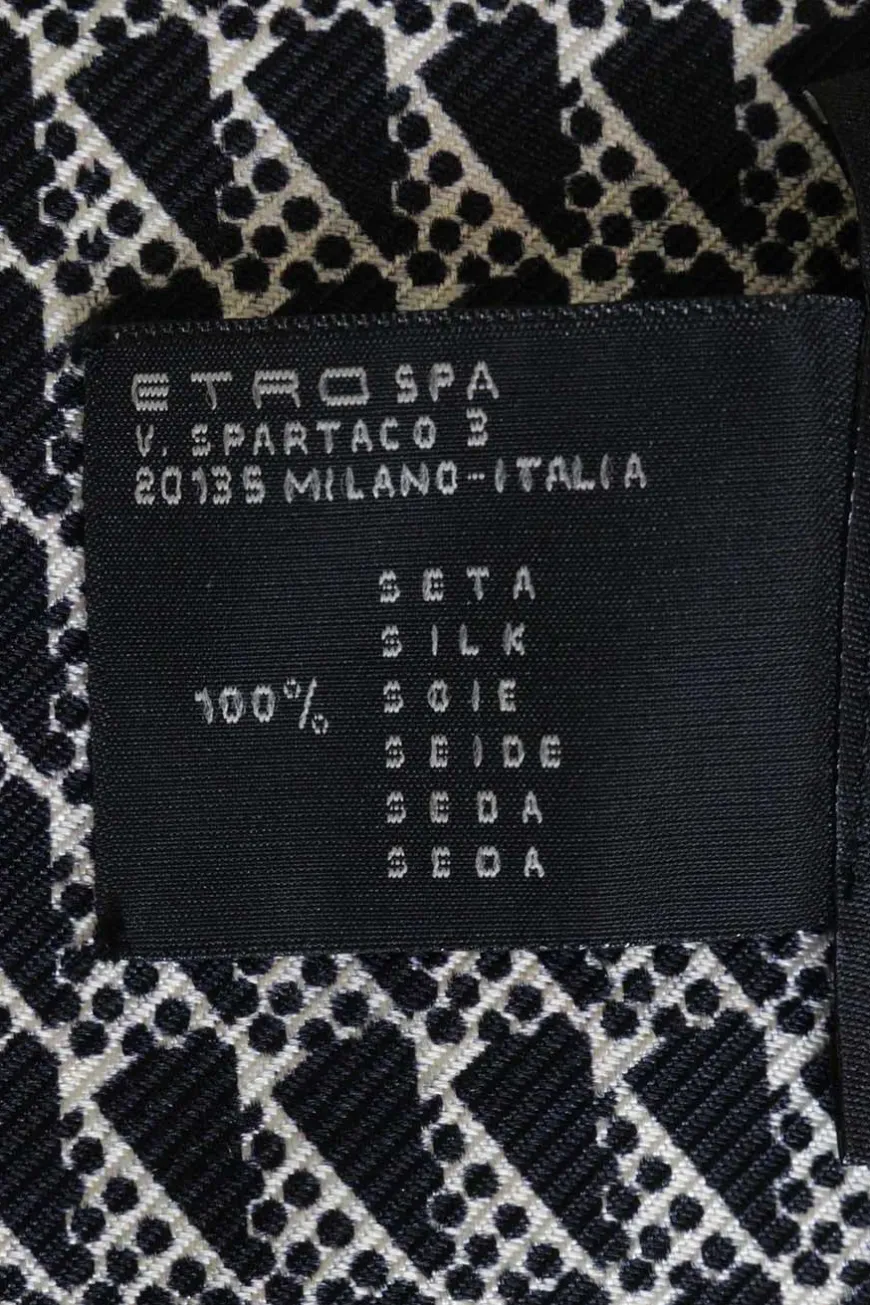 ETRO SPA
V. SPARTACO 3
20135 MILANO-ITALIA
SETA
SILK
100% SOIE
SEIDE
SEDA
SEDA